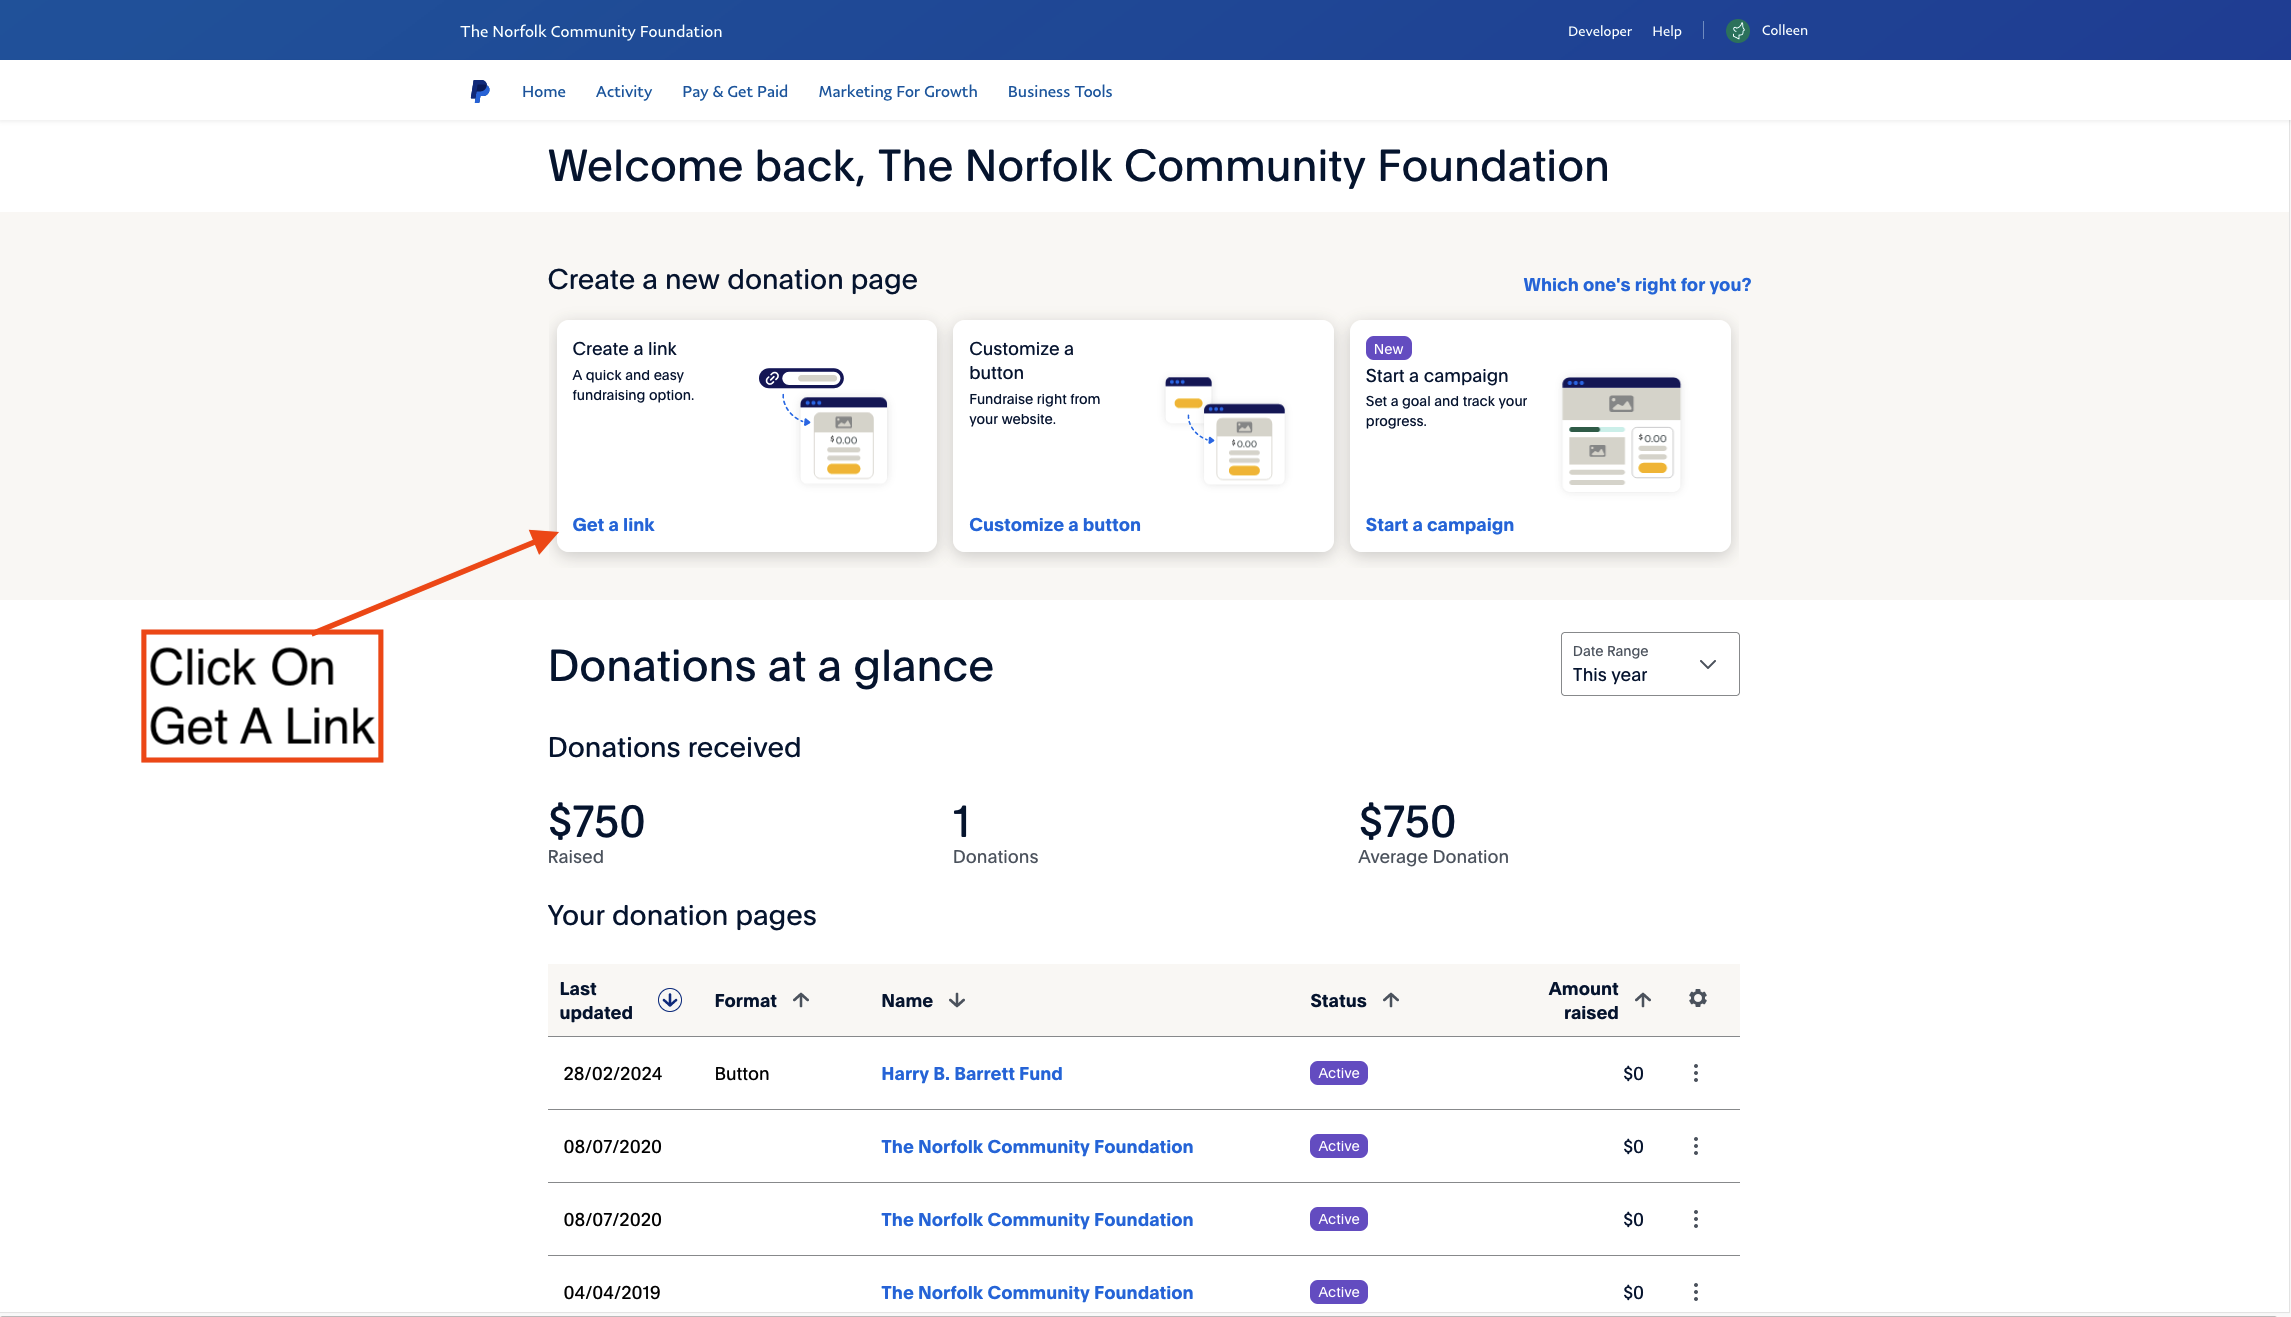 The Norfolk Community Foundation
Developer Help Colleen
Home Activity Pay & Get Paid Marketing For Growth Business Tools
Welcome back, The Norfolk Community Foundation
Create a new donation page
Which one's right for you?
Create a link
A quick and easy
fundraising option.
$0.00
Get a link
Customize a
button
Fundraise right from
your website.
$0.00
Customize a button
New
Start a campaign
Set a goal and track your
progress.
$0.00
Start a campaign
Click On
Get A Link
Donations at a glance
Date Range
This year
Donations received
$750 1 $750
Raised Donations Average Donation
Your donation pages
Last
updated
Format Name Status
Amount
raised
28/02/2024 Button Harry B. Barrett Fund Active $0
08/07/2020 The Norfolk Community Foundation Active $0
08/07/2020 The Norfolk Community Foundation Active $0
04/04/2019 The Norfolk Community Foundation Active $0